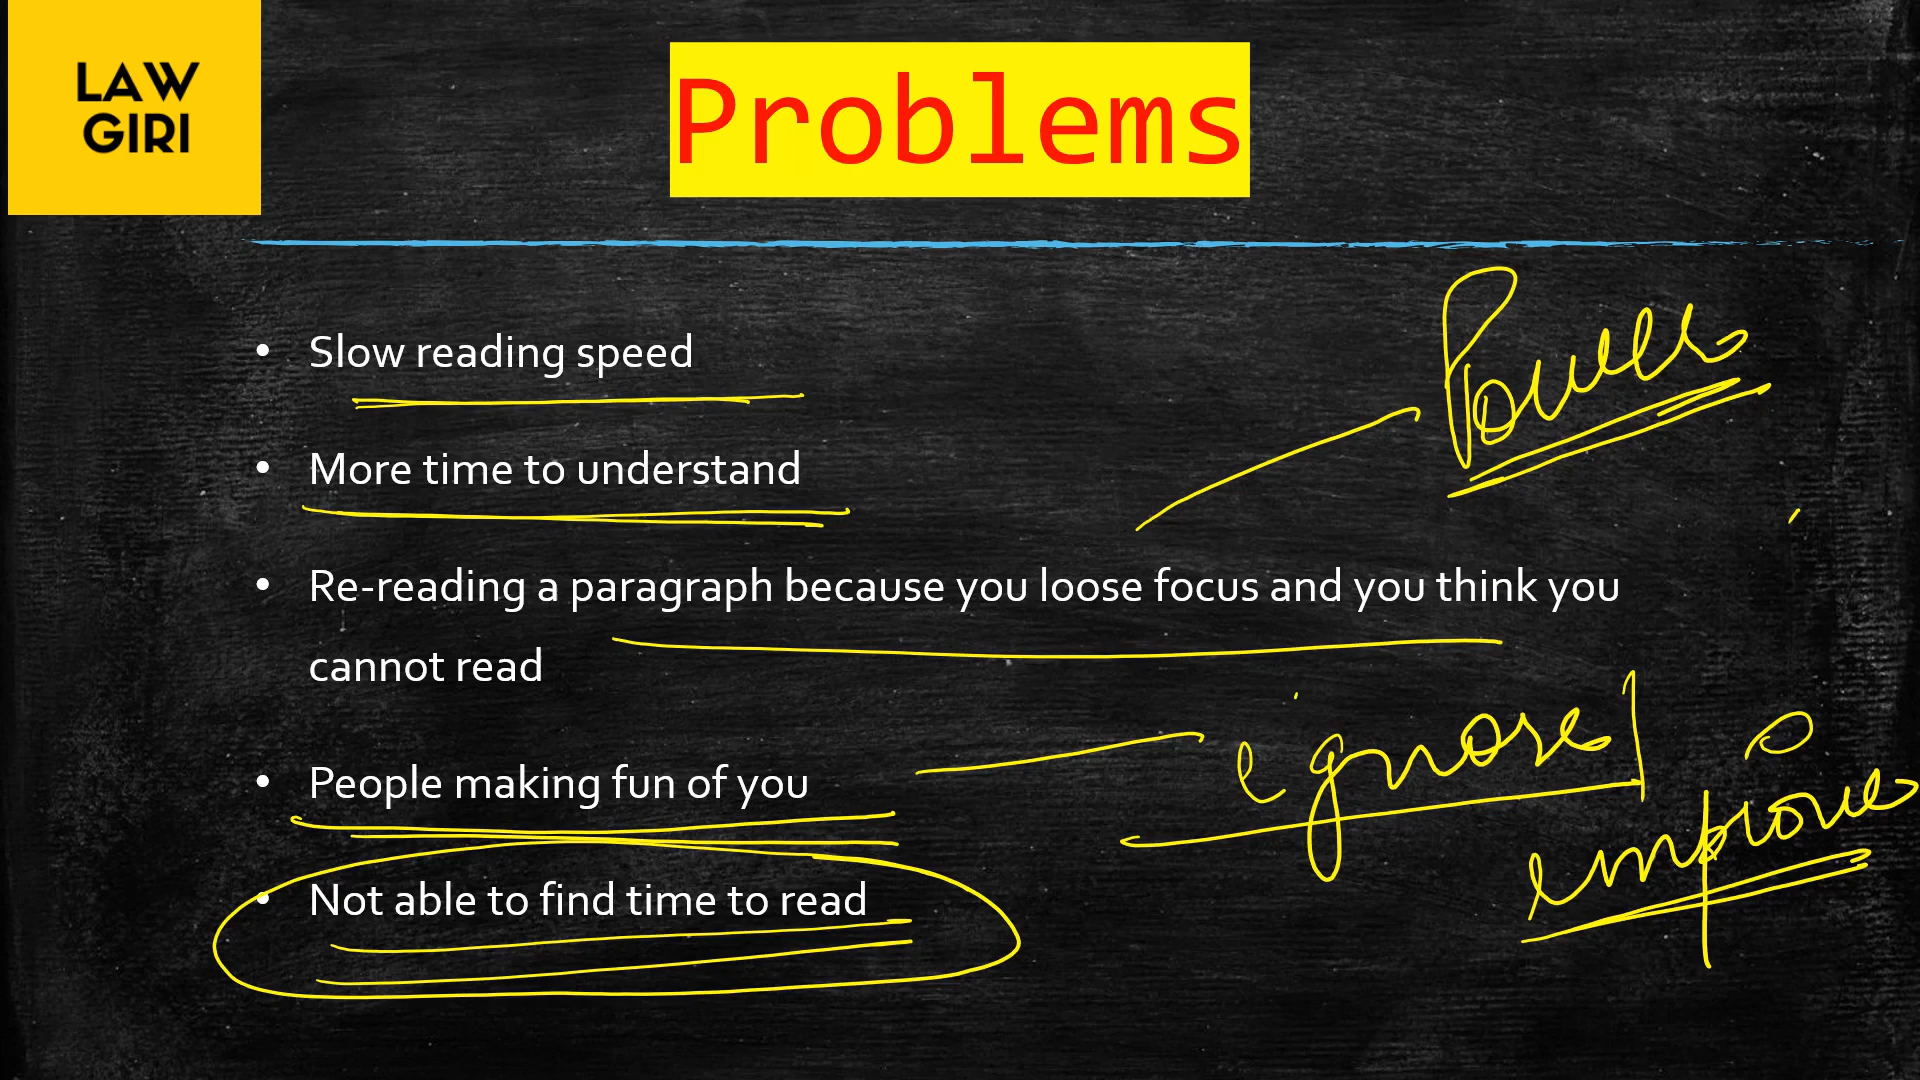 LAW
GIRI
Problems
• Slow reading speed
• More time to understand
• Re-reading a paragraph because you loose focus and you think you
cannot read
• People making fun of you
• Not able to find time to read
Power
ignore
improve